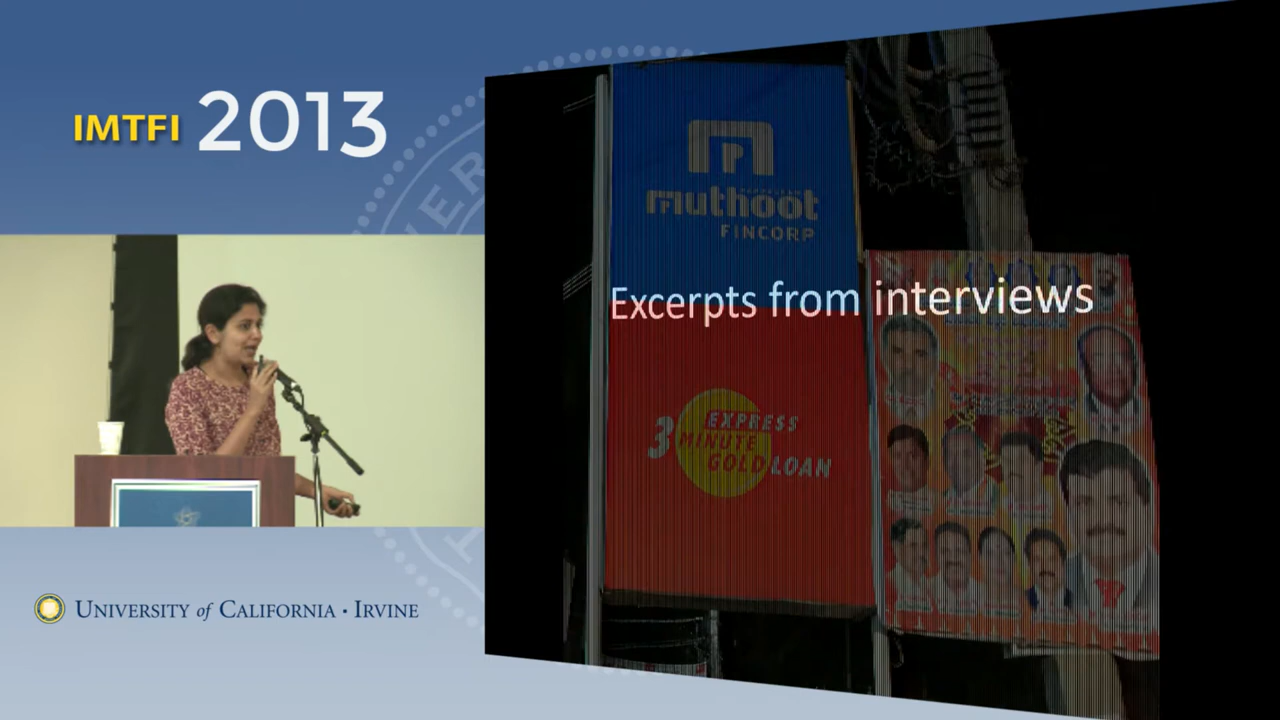 IMTFI 2013
muthoot
FINCORP
Excerpts from interviews
3 EXPRESS
MINUTE
GOLD LOAN
UNIVERSITY of CALIFORNIA · IRVINE